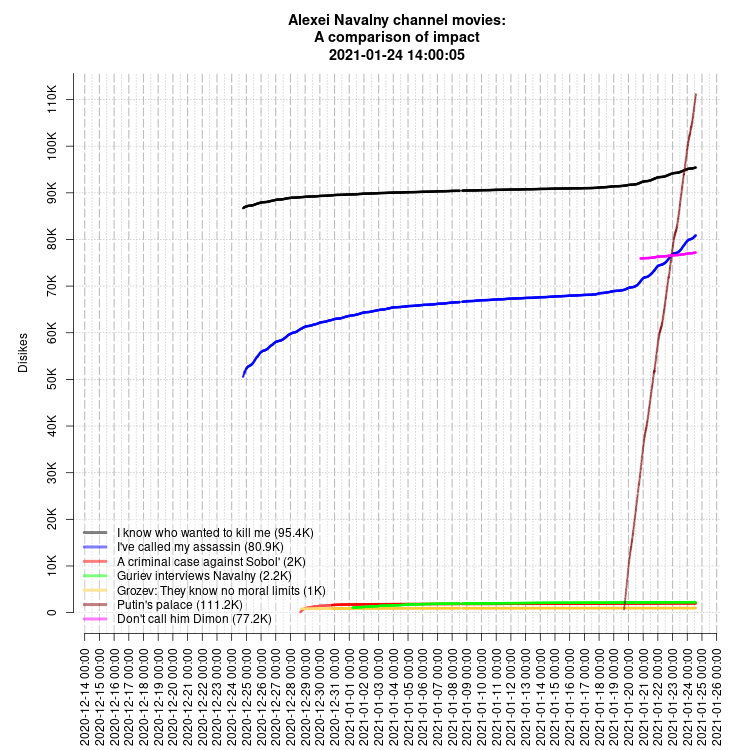 Alexei Navalny channel movies:
A comparison of impact
2021-01-24 14:00:05
Disikes
110K
100K
90K
80K
70K
60K
50K
40K
30K
20K
10K
0
I know who wanted to kill me (95.4K)
I've called my assassin (80.9K)
A criminal case against Sobol' (2K)
Guriev interviews Navalny (2.2K)
Grozev: They know no moral limits (1K)
Putin's palace (111.2K)
Don't call him Dimon (77.2K)
2020-12-14 00:00
2020-12-15 00:00
2020-12-16 00:00
2020-12-17 00:00
2020-12-18 00:00
2020-12-19 00:00
2020-12-20 00:00
2020-12-21 00:00
2020-12-22 00:00
2020-12-23 00:00
2020-12-24 00:00
2020-12-25 00:00
2020-12-26 00:00
2020-12-27 00:00
2020-12-28 00:00
2020-12-29 00:00
2020-12-30 00:00
2020-12-31 00:00
2021-01-01 00:00
2021-01-02 00:00
2021-01-03 00:00
2021-01-04 00:00
2021-01-05 00:00
2021-01-06 00:00
2021-01-07 00:00
2021-01-08 00:00
2021-01-09 00:00
2021-01-10 00:00
2021-01-11 00:00
2021-01-12 00:00
2021-01-13 00:00
2021-01-14 00:00
2021-01-15 00:00
2021-01-16 00:00
2021-01-17 00:00
2021-01-18 00:00
2021-01-19 00:00
2021-01-20 00:00
2021-01-21 00:00
2021-01-22 00:00
2021-01-23 00:00
2021-01-24 00:00
2021-01-25 00:00
2021-01-26 00:00